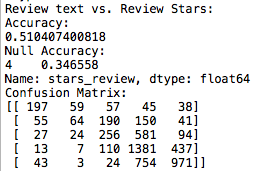 Review text vs. Review Stars:
Accuracy:
0.510407400818
Null Accuracy:
4    0.346558
Name: stars_review, dtype: float64
Confusion Matrix:
[[ 197   59   57   45   38]
 [  55   64  190  150   41]
 [  27   24  256  581   94]
 [  13    7  110 1381  437]
 [  43    3   24  754  971]]